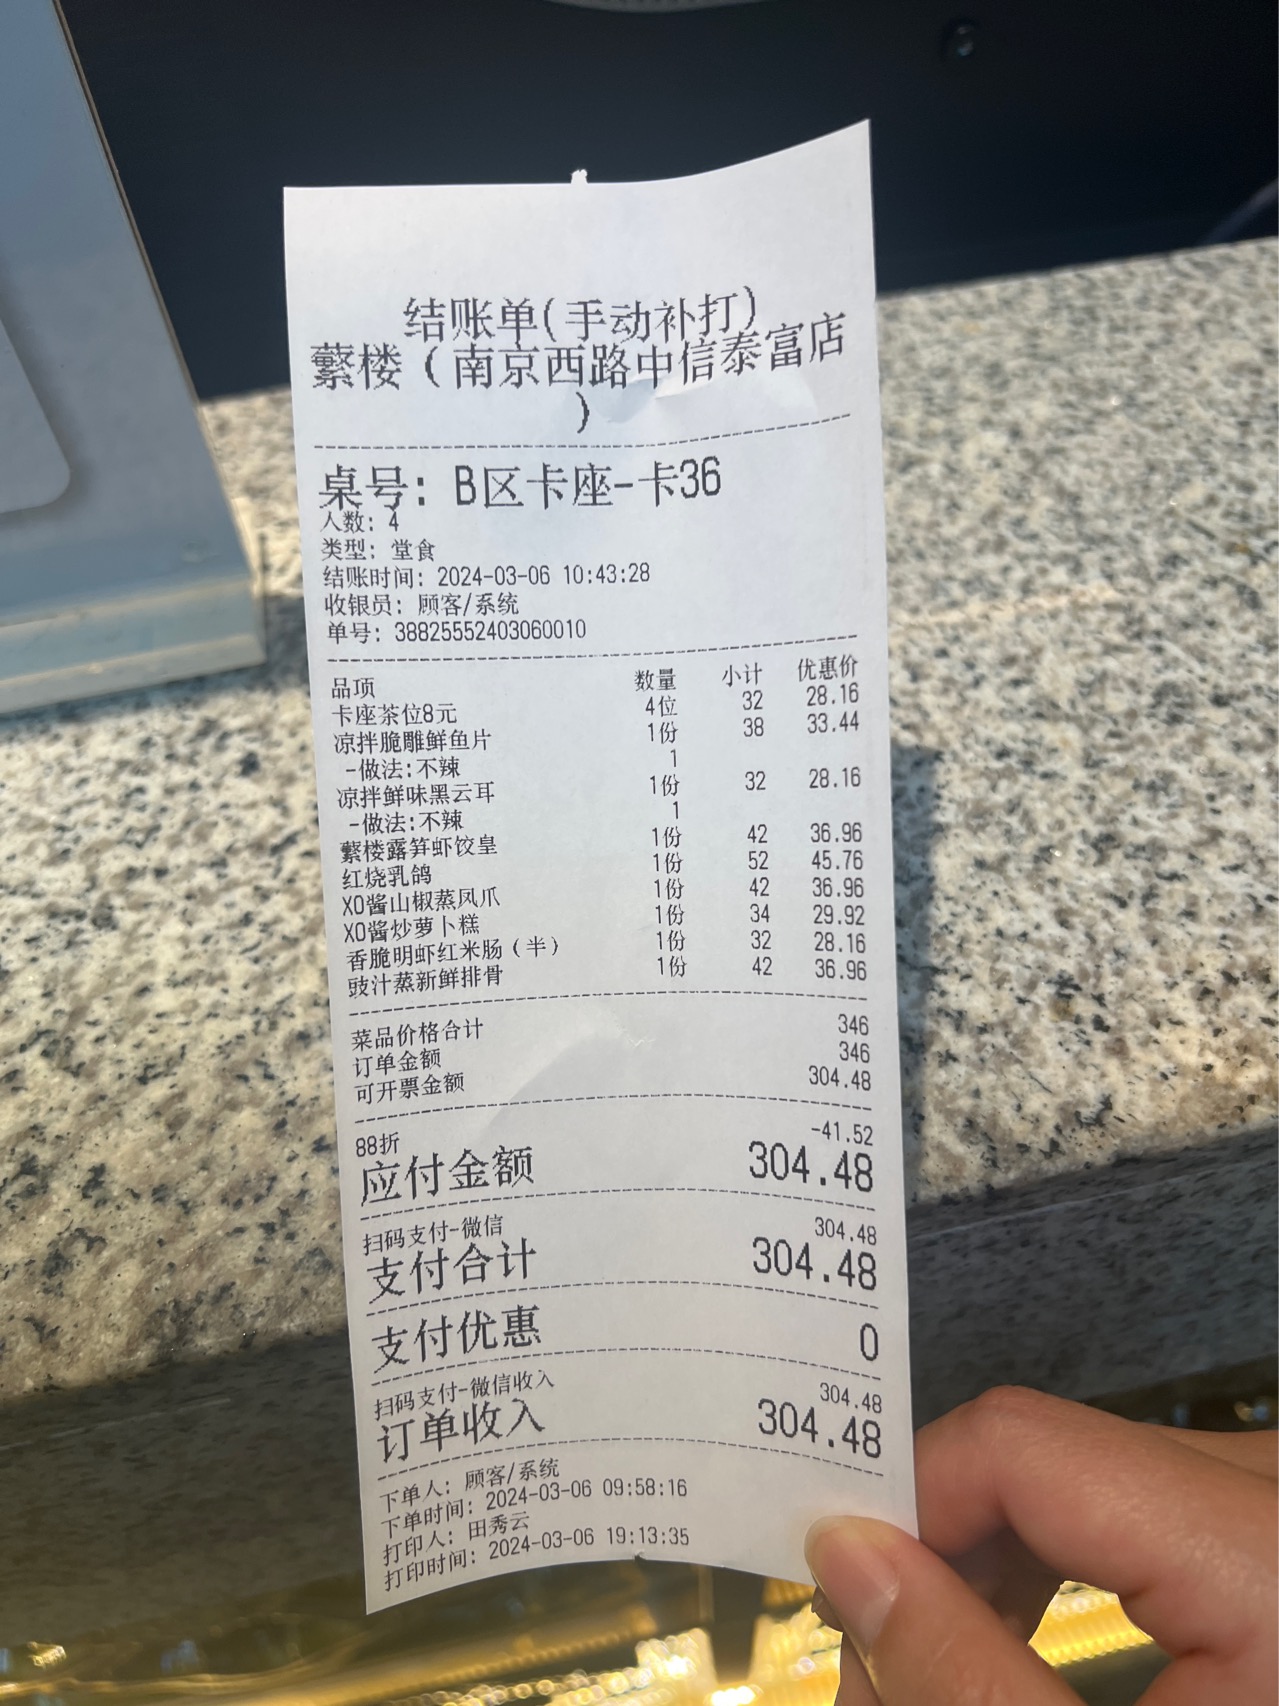 结账单(手动补打)
蘩楼（南京西路中信泰富店
）
桌号: B区卡座-卡36
人数: 4
类型: 堂食
结账时间: 2024-03-06 10:43:28
收银员: 顾客/系统
单号: 38825552403060010
品项 数量 小计 优惠价
卡座茶位8元 4位 32 28.16
凉拌脆雕鲜鱼片 1份 38 33.44
-做法:不辣 1
凉拌鲜味黑云耳 1份 32 28.16
-做法:不辣 1
蘩楼露笋虾饺皇 1份 42 36.96
红烧乳鸽 1份 52 45.76
XO酱山椒蒸凤爪 1份 42 36.96
XO酱炒萝卜糕 1份 34 29.92
香脆明虾红米肠（半） 1份 32 28.16
豉汁蒸新鲜排骨 1份 42 36.96
菜品价格合计 346
订单金额 346
可开票金额 304.48
88折 -41.52
应付金额 304.48
扫码支付-微信 304.48
支付合计 304.48
支付优惠 0
扫码支付-微信收入 304.48
订单收入 304.48
下单人: 顾客/系统
下单时间: 2024-03-06 09:58:16
打印人: 田秀云
打印时间: 2024-03-06 19:13:35